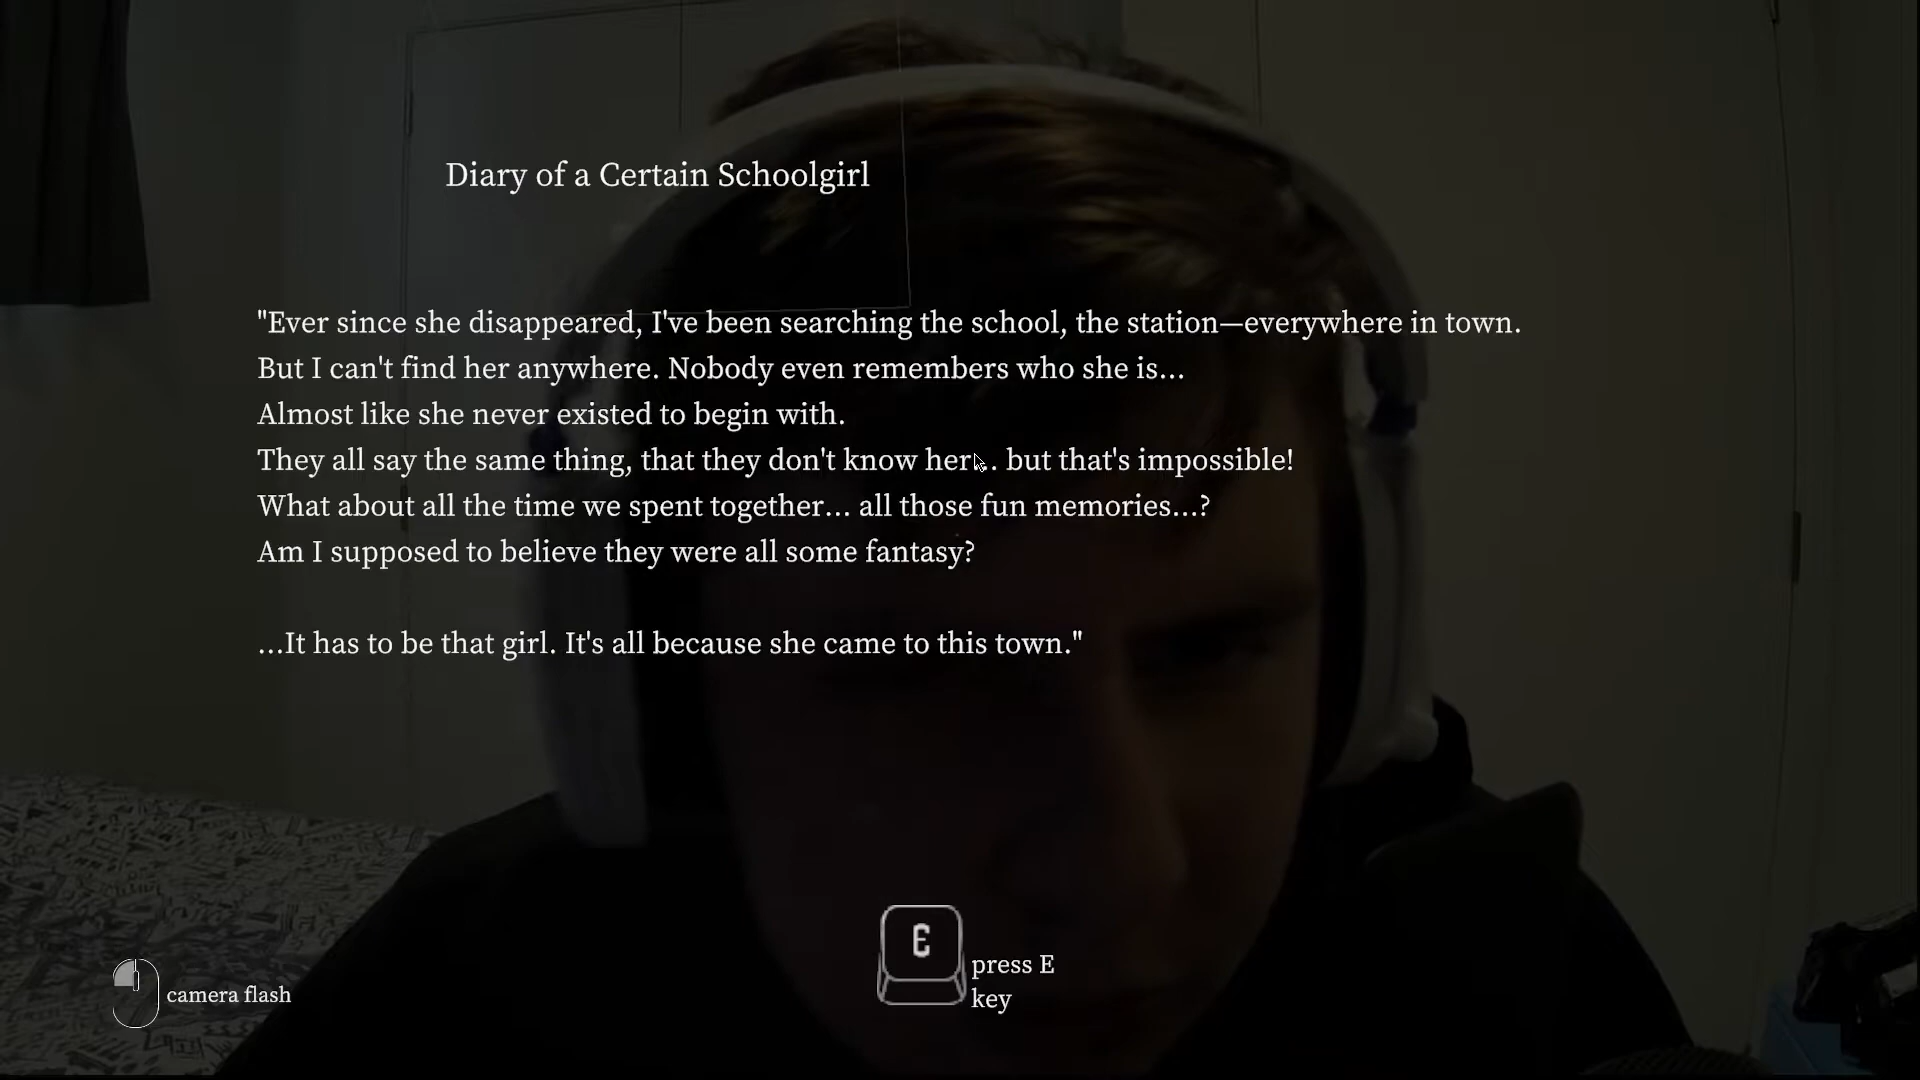 Diary of a Certain Schoolgirl
"Ever since she disappeared, I've been searching the school, the station—everywhere in town.
But I can't find her anywhere. Nobody even remembers who she is...
Almost like she never existed to begin with.
They all say the same thing, that they don't know her... but that's impossible!
What about all the time we spent together... all those fun memories...?
Am I supposed to believe they were all some fantasy?
...It has to be that girl. It's all because she came to this town."
E
press E
key
camera flash